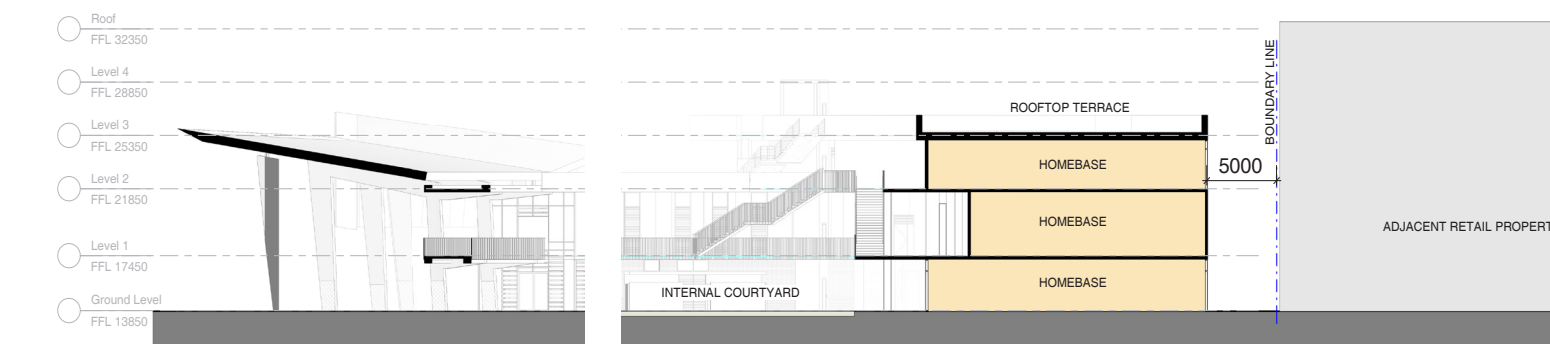 Roof
FFL 32350
Level 4
FFL 28850
Level 3
FFL 25350
Level 2
FFL 21850
Level 1
FFL 17450
Ground Level
FFL 13850
ROOFTOP TERRACE
HOMEBASE
HOMEBASE
HOMEBASE
INTERNAL COURTYARD
5000
BOUNDARY LINE
ADJACENT RETAIL PROPERT